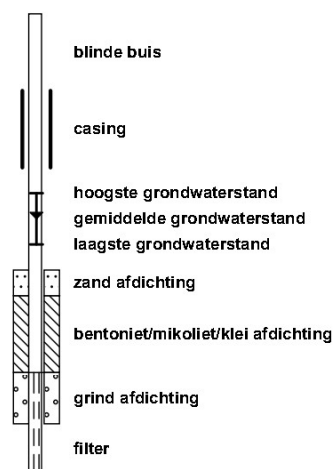 blinde buis
casing
hoogste grondwaterstand
gemiddelde grondwaterstand
laagste grondwaterstand
zand afdichting
bentoniet/mikoliet/klei afdichting
grind afdichting
filter